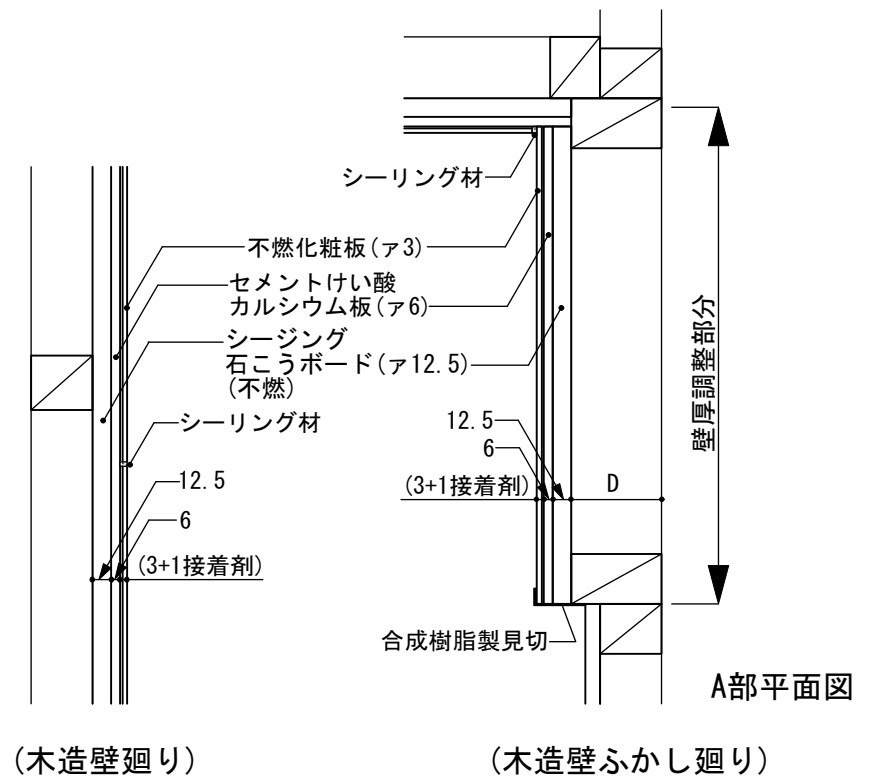 シーリング材
不燃化粧板(ァ3)
セメントけい酸
カルシウム板(ァ6)
シージング
石こうボード(ァ12.5)
(不燃)
シーリング材
12.5
6
(3+1接着剤)
12.5
6
(3+1接着剤)
D
壁厚調整部分
合成樹脂製見切
A部平面図
(木造壁廻り)
(木造壁ふかし廻り)